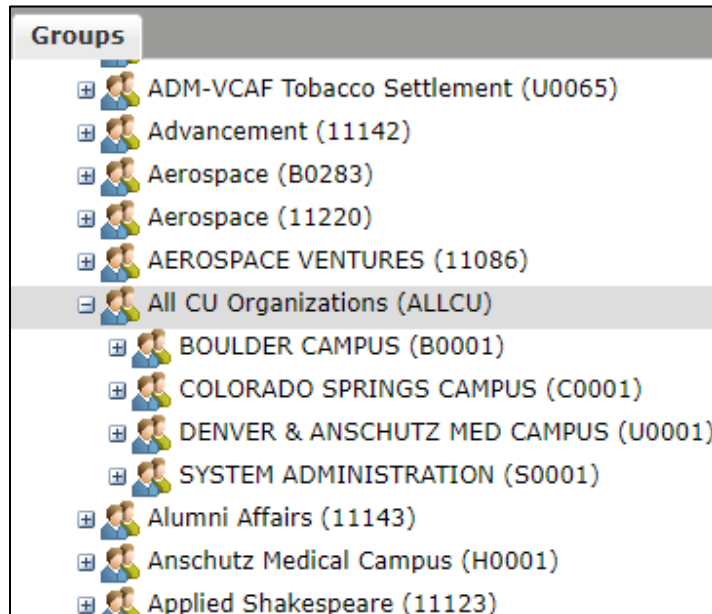 Groups
ADM-VCAF Tobacco Settlement (U0065)
Advancement (11142)
Aerospace (B0283)
Aerospace (11220)
AEROSPACE VENTURES (11086)
All CU Organizations (ALLCU)
BOULDER CAMPUS (B0001)
COLORADO SPRINGS CAMPUS (C0001)
DENVER & ANSCHUTZ MED CAMPUS (U0001)
SYSTEM ADMINISTRATION (S0001)
Alumni Affairs (11143)
Anschutz Medical Campus (H0001)
Applied Shakespeare (11123)